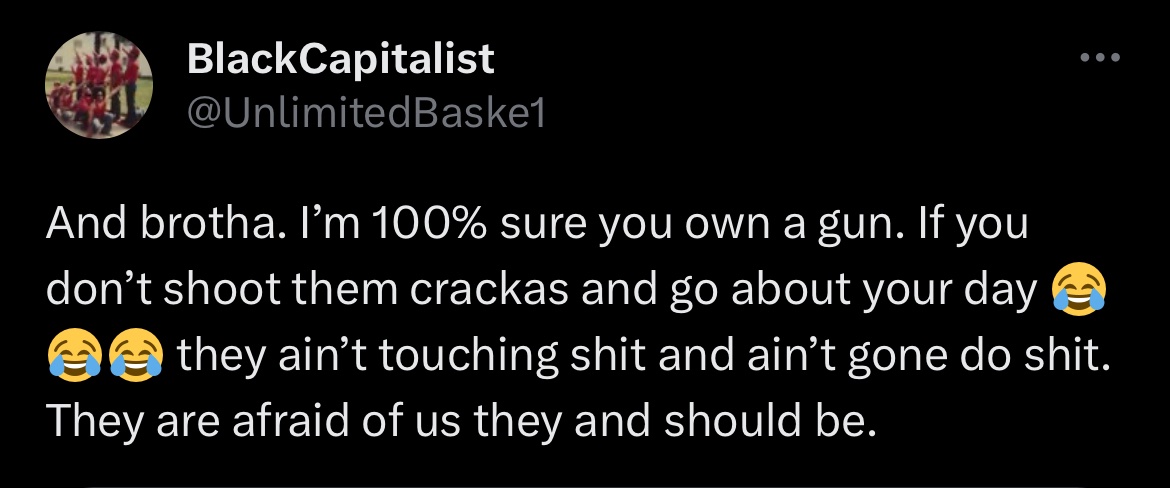 BlackCapitalist
@UnlimitedBaske1
And brotha. I’m 100% sure you own a gun. If you
don’t shoot them crackas and go about your day 😂
😂😂 they ain’t touching shit and ain’t gone do shit.
They are afraid of us they and should be.